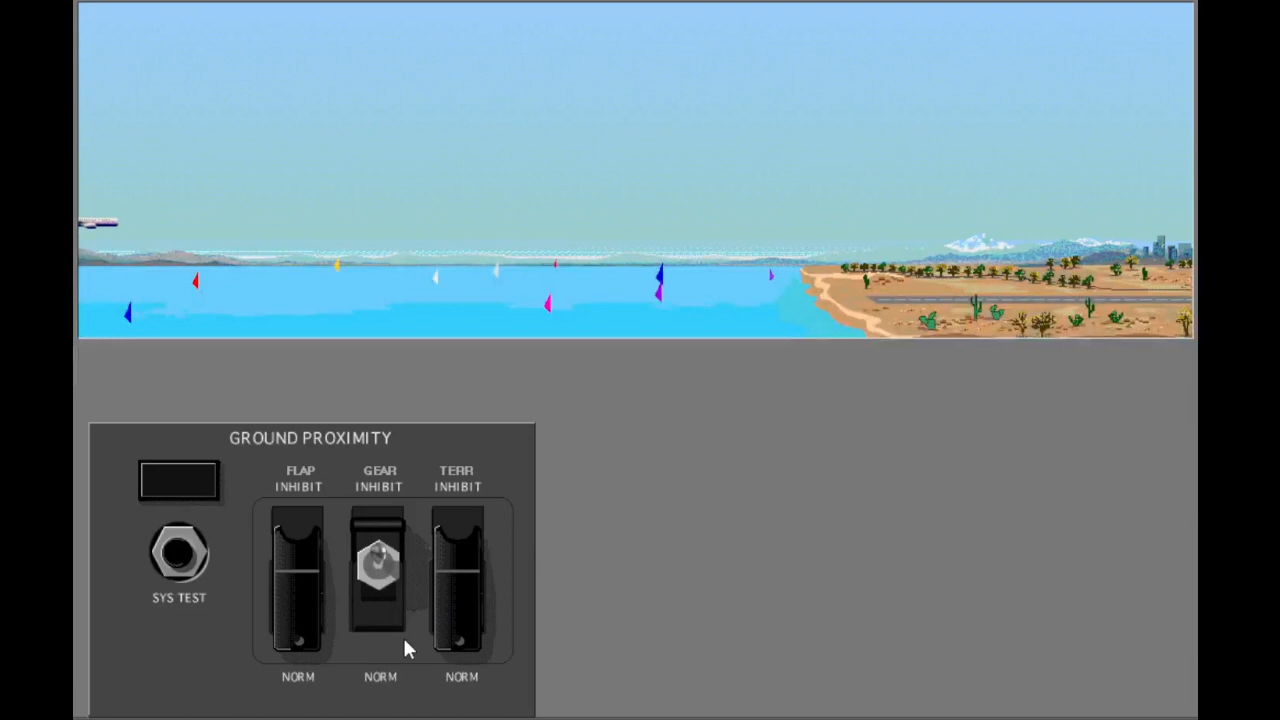 GROUND PROXIMITY
FLAP INHIBIT
GEAR INHIBIT
TERR INHIBIT
SYS TEST
NORM
NORM
NORM